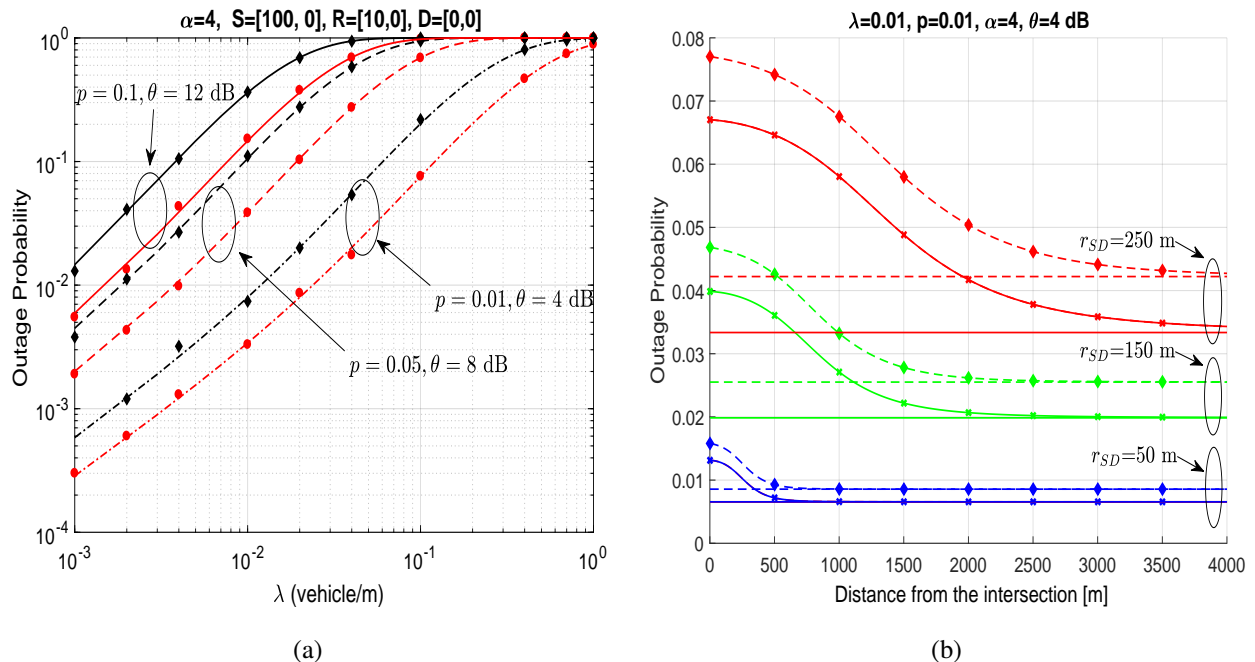 α=4, S=[100, 0], R=[10,0], D=[0,0]
10^0
10^-1
10^-2
10^-3
10^-4
Outage Probability
p = 0.1, θ = 12 dB
p = 0.01, θ = 4 dB
p = 0.05, θ = 8 dB
10^-3
10^-2
10^-1
10^0
λ (vehicle/m)
(a)
λ=0.01, p=0.01, α=4, θ=4 dB
0.08
0.07
0.06
0.05
0.04
0.03
0.02
0.01
0
Outage Probability
r_SD=250 m
r_SD=150 m
r_SD=50 m
0
500
1000
1500
2000
2500
3000
3500
4000
Distance from the intersection [m]
(b)